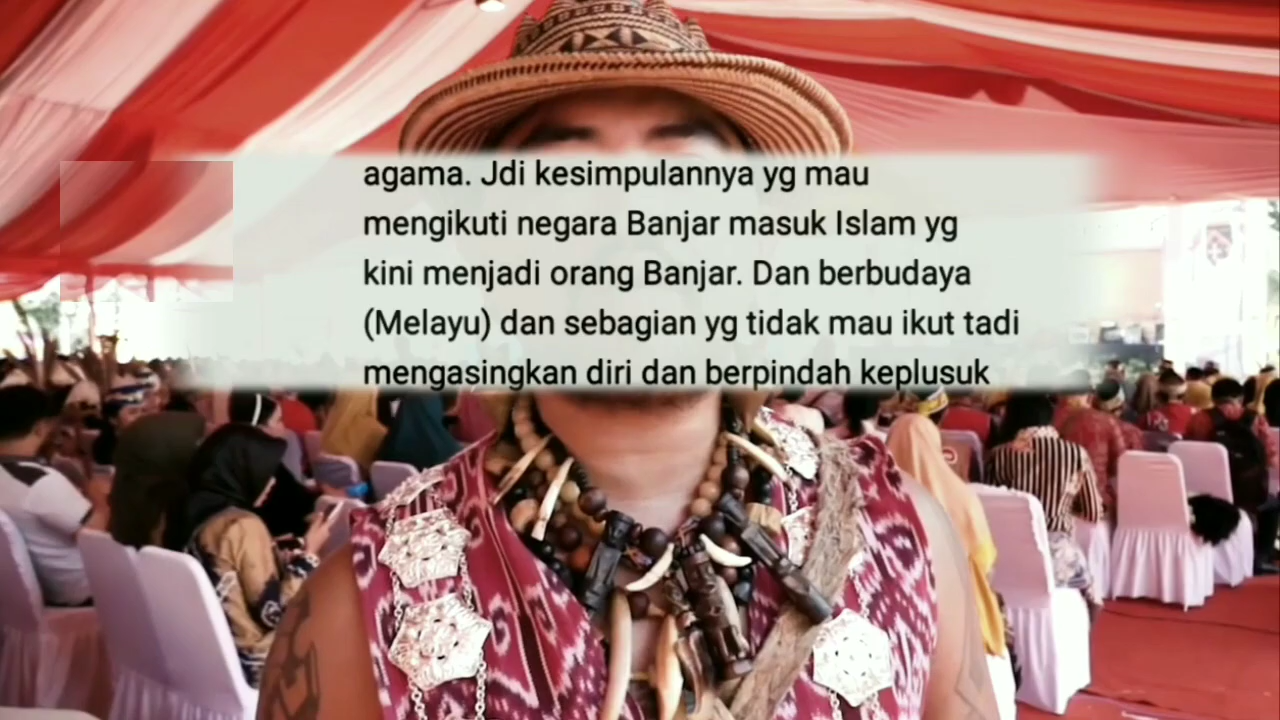 agama. Jdi kesimpulannya yg mau
mengikuti negara Banjar masuk Islam yg
kini menjadi orang Banjar. Dan berbudaya
(Melayu) dan sebagian yg tidak mau ikut tadi
mengasingkan diri dan berpindah keplusuk